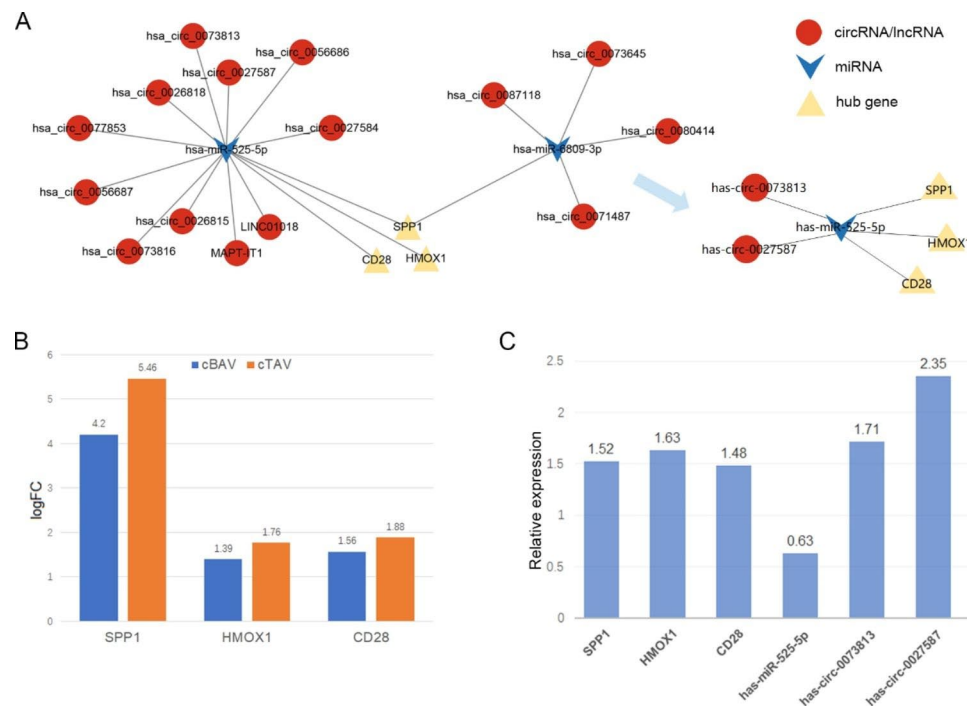 A
hsa_circ_0073813
hsa_circ_0056686
hsa_circ_0027587
hsa_circ_0026818
hsa_circ_0077853
hsa_circ_0027584
hsa-miR-525-5p
hsa_circ_0056687
hsa_circ_0026815
LINC01018
hsa_circ_0073816
MAPT-IT1
SPP1
CD28
HMOX1
hsa_circ_0073645
hsa_circ_0087118
hsa_circ_0080414
hsa-miR-6809-3p
hsa_circ_0071487
circRNA/lncRNA
miRNA
hub gene
has-circ-0073813
SPP1
has-miR-525-5p
HMOX1
has-circ-0027587
CD28
B
cBAV cTAV
logFC
6
5
4
3
2
1
0
4.2
5.46
1.39
1.76
1.56
1.88
SPP1 HMOX1 CD28
C
Relative expression
2.5
2
1.5
1
0.5
0
1.52
1.63
1.48
0.63
1.71
2.35
SPP1
HMOX1
CD28
has-miR-525-5p
has-circ-0073813
has-circ-0027587